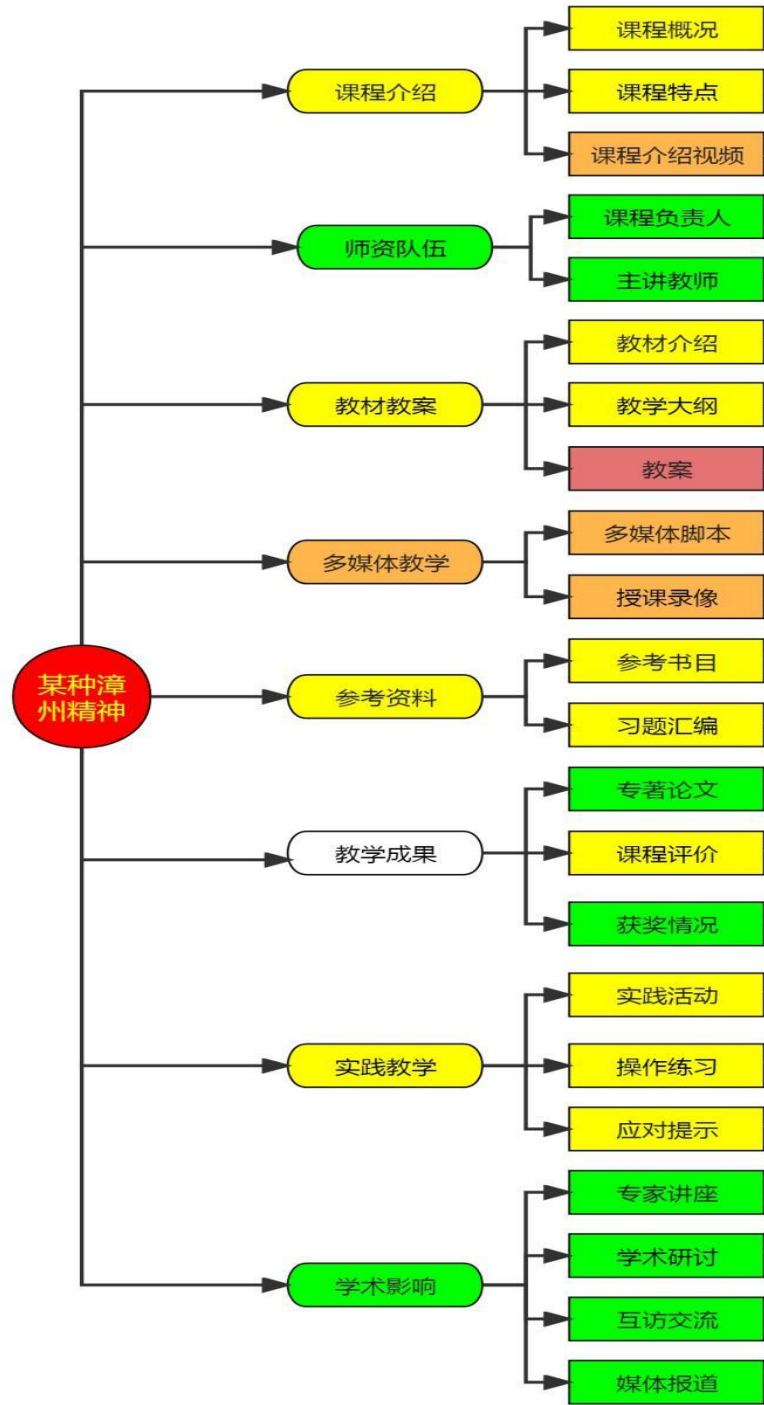 课程概况
课程介绍
课程特点
课程介绍视频
课程负责人
师资队伍
主讲教师
教材介绍
教材教案
教学大纲
教案
多媒体脚本
多媒体教学
授课录像
某种漳
州精神
参考书目
参考资料
习题汇编
专著论文
教学成果
课程评价
获奖情况
实践活动
实践教学
操作练习
应对提示
专家讲座
学术研讨
学术影响
互访交流
媒体报道